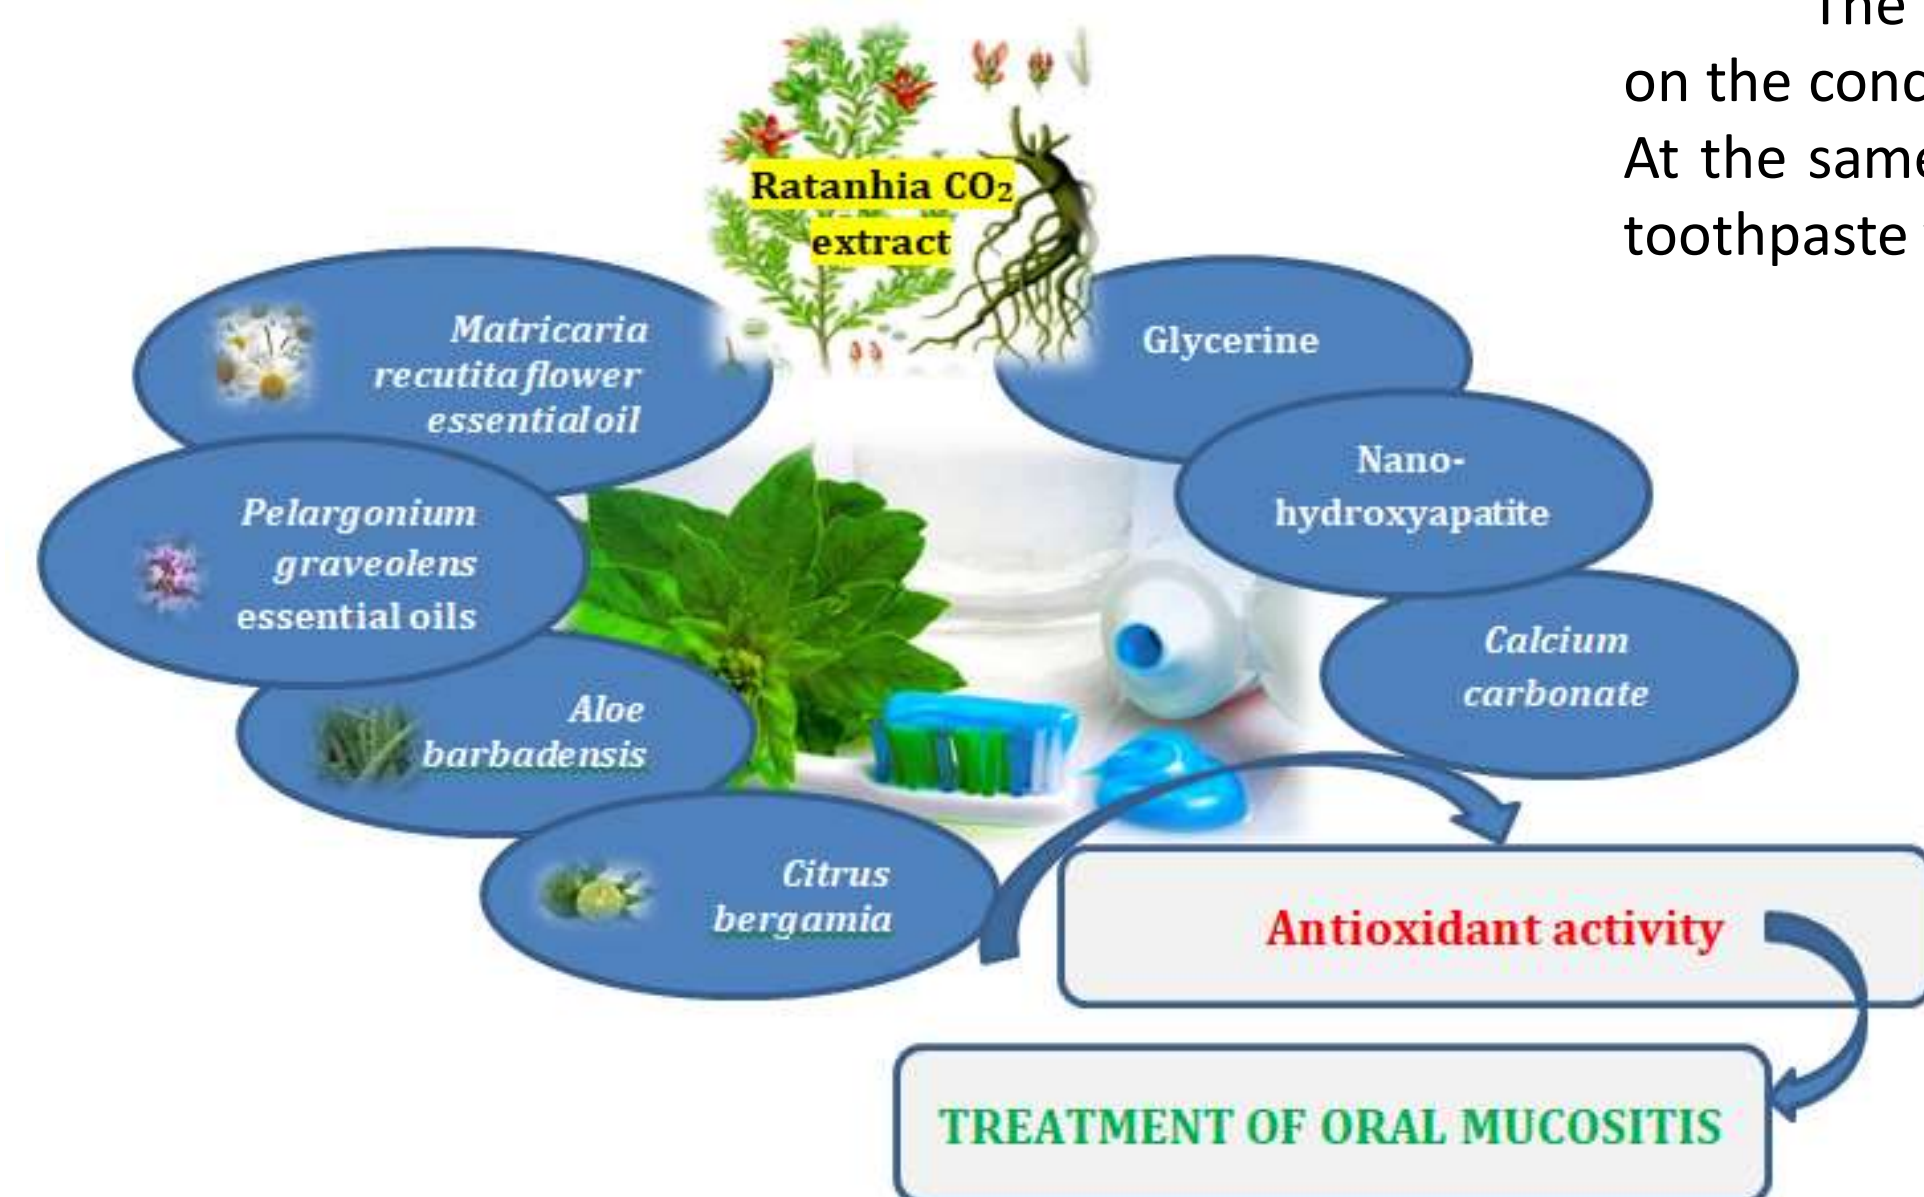 The
on the conc
At the same
toothpaste
Ratanhia CO₂
extract
Matricaria
recutita flower
essential oil
Pelargonium
graveolens
essential oils
Aloe
barbadensis
Citrus
bergamia
Glycerine
Nano-
hydroxyapatite
Calcium
carbonate
Antioxidant activity
TREATMENT OF ORAL MUCOSITIS